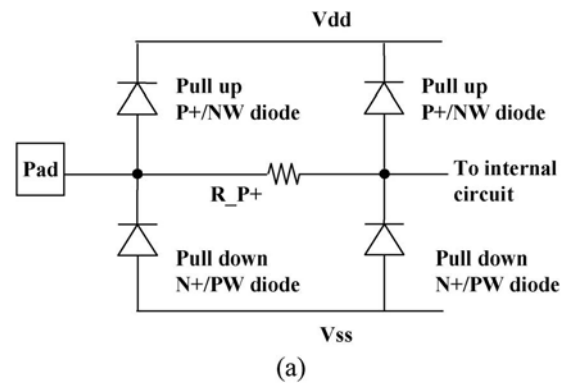 Vdd
Pull up
P+/NW diode
Pull up
P+/NW diode
Pad
R_P+
To internal
circuit
Pull down
N+/PW diode
Pull down
N+/PW diode
Vss
(a)